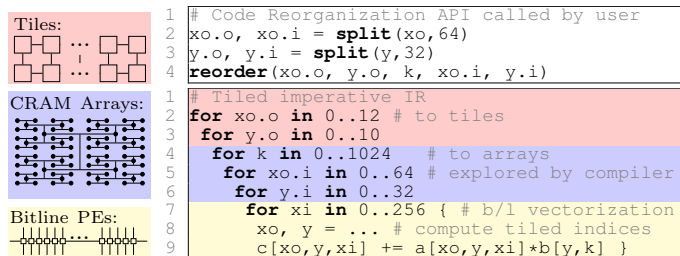 Tiles:
CRAM Arrays:
Bitline PEs:
1 # Code Reorganization API called by user
2 xo.o, xo.i = split(xo,64)
3 y.o, y.i = split(y,32)
4 reorder(xo.o, y.o, k, xo.i, y.i)
1 # Tiled imperative IR
2 for xo.o in 0..12 # to tiles
3 for y.o in 0..10
4 for k in 0..1024 # to arrays
5 for xo.i in 0..64 # explored by compiler
6 for y.i in 0..32
7 for xi in 0..256 { # b/l vectorization
8 xo, y = ... # compute tiled indices
9 c[xo,y,xi] += a[xo,y,xi]*b[y,k] }